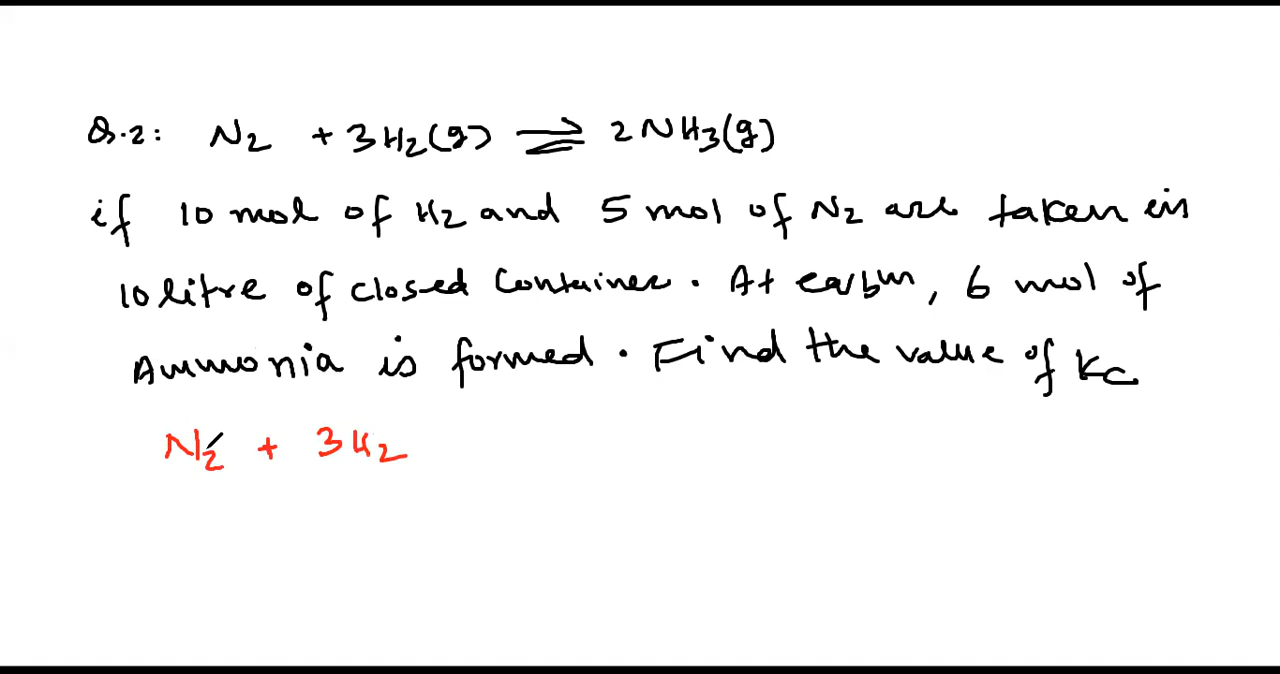 Q.2: N2 + 3H2(g) ⇌ 2NH3(g)
if 10 mol of H2 and 5 mol of N2 are taken in
10 litre of closed container. At eqlbm, 6 mol of
Ammonia is formed. Find the value of Kc
N2 + 3H2